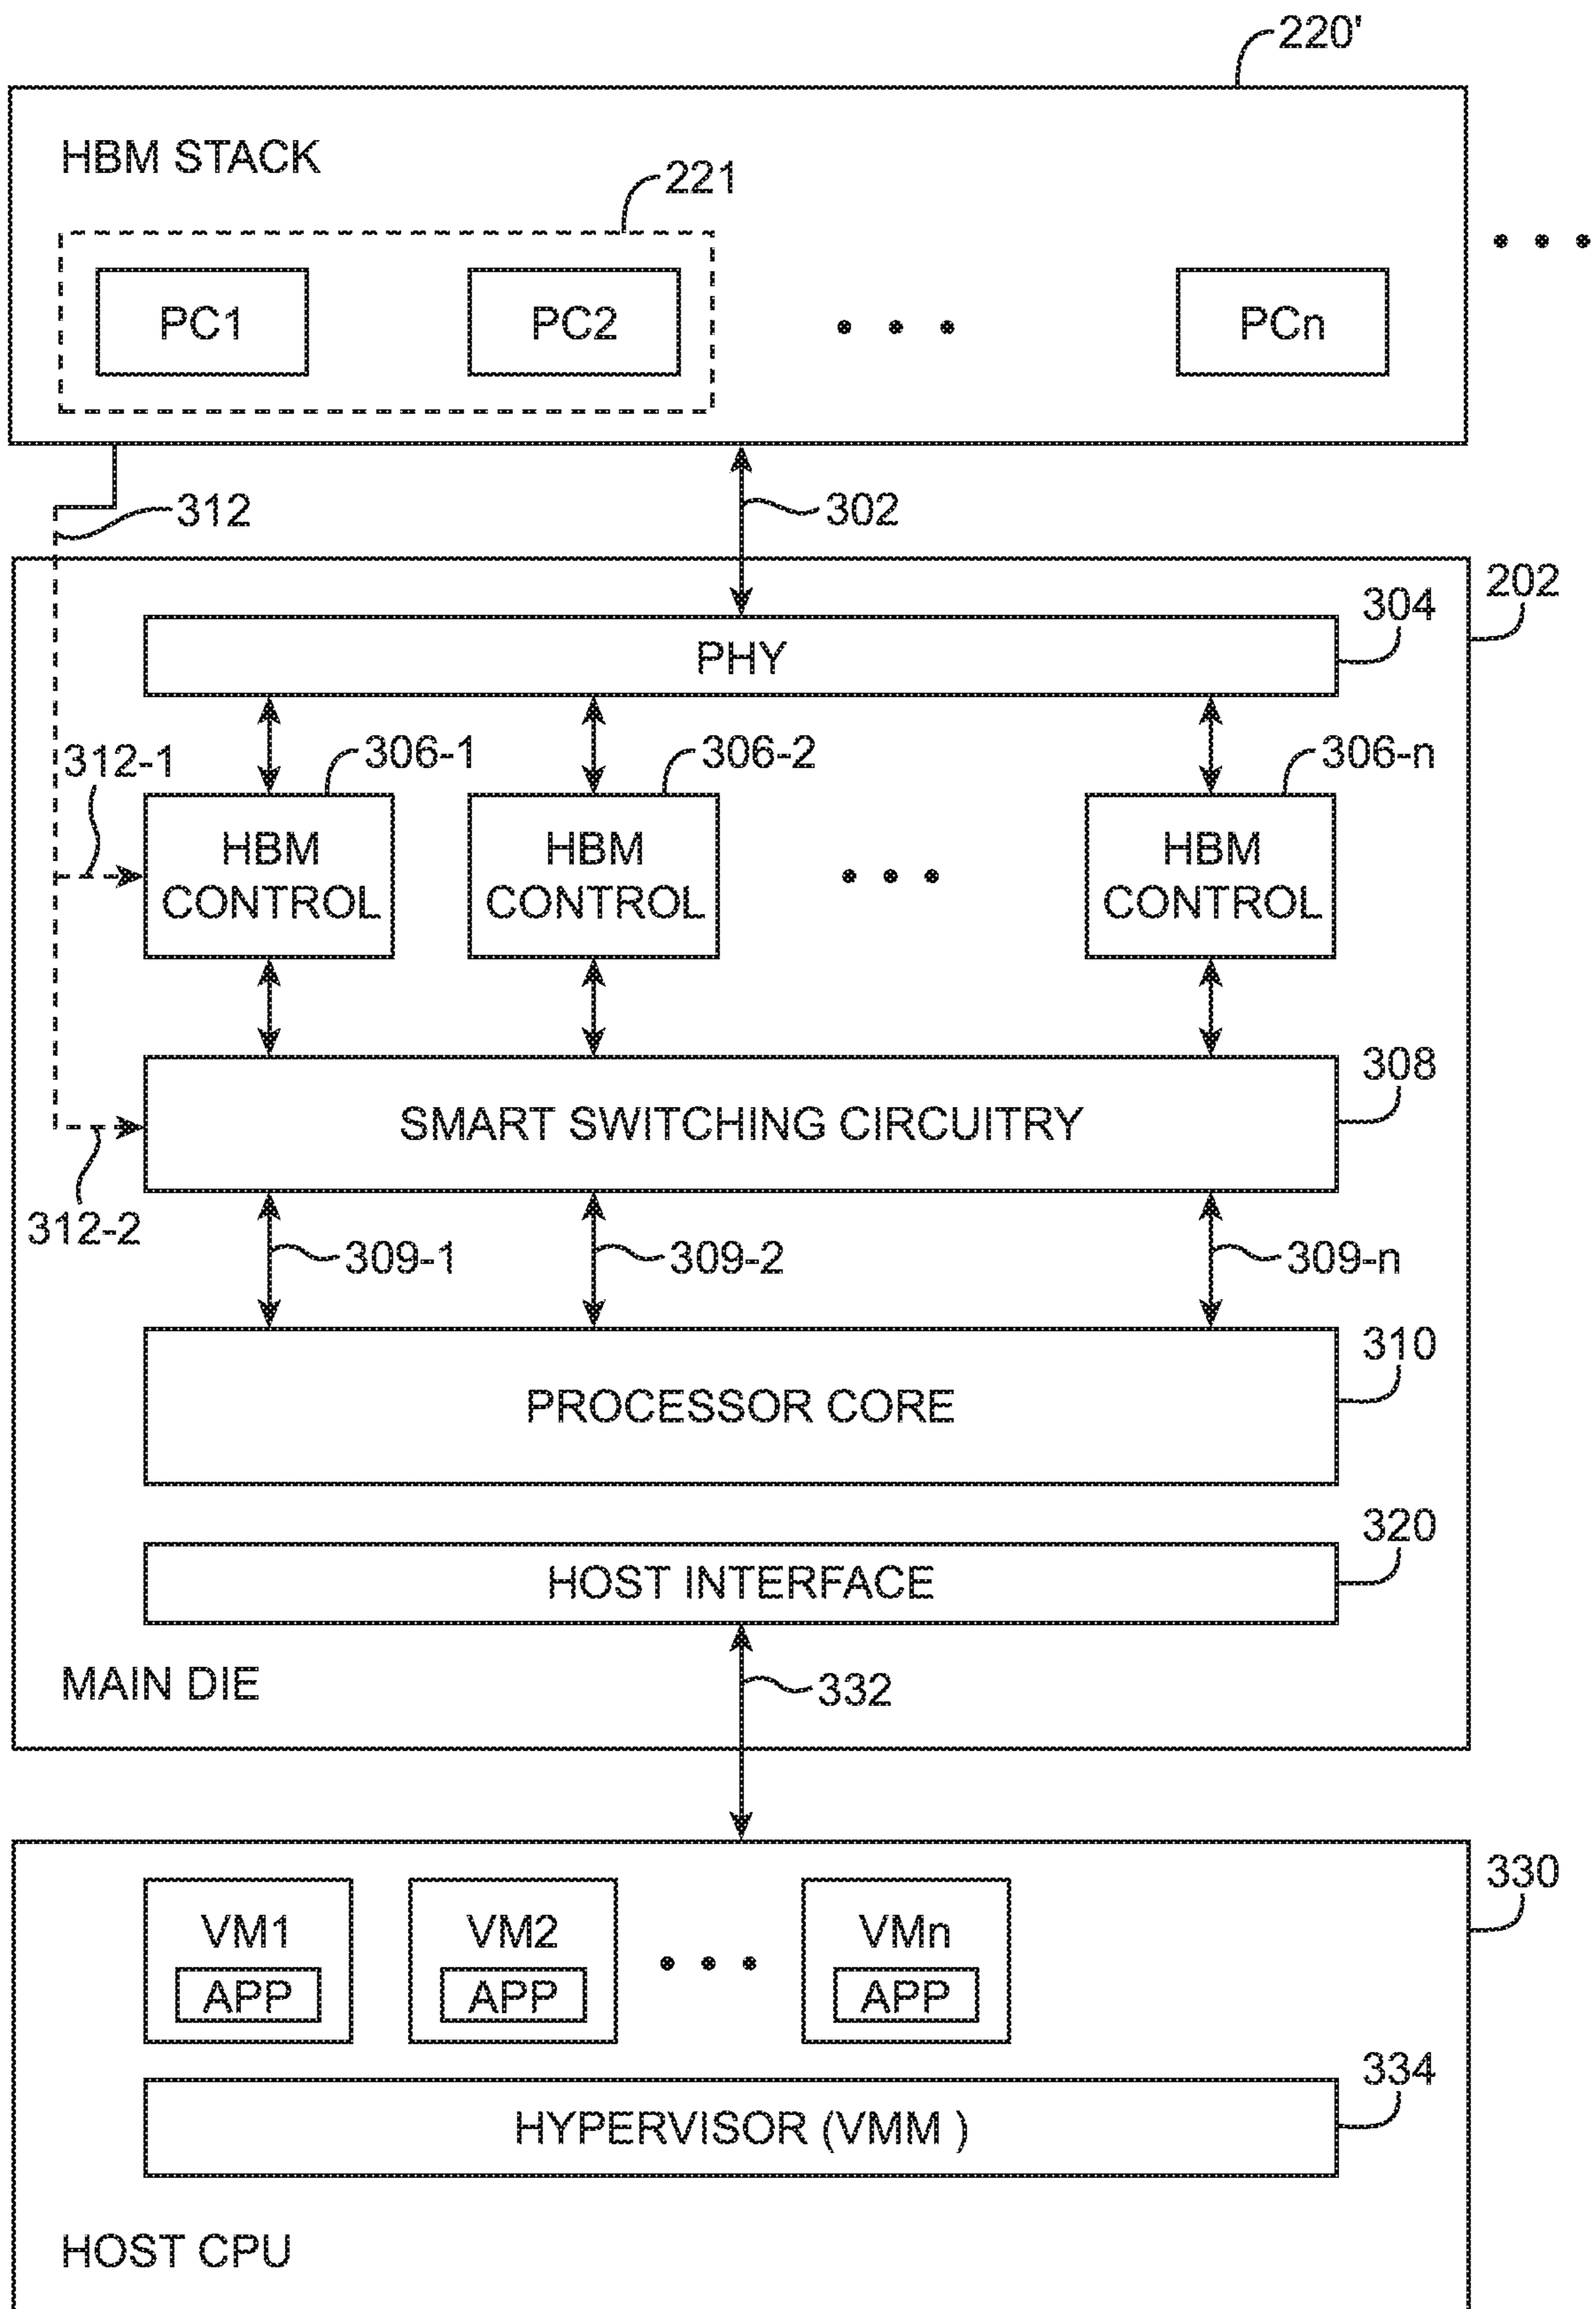 220'
HBM STACK
221
PC1
PC2
PCn
312
302
202
304
PHY
312-1
306-1
306-2
306-n
HBM
CONTROL
HBM
CONTROL
HBM
CONTROL
308
SMART SWITCHING CIRCUITRY
312-2
309-1
309-2
309-n
310
PROCESSOR CORE
320
HOST INTERFACE
MAIN DIE
332
330
VM1
APP
VM2
APP
VMn
APP
334
HYPERVISOR (VMM )
HOST CPU